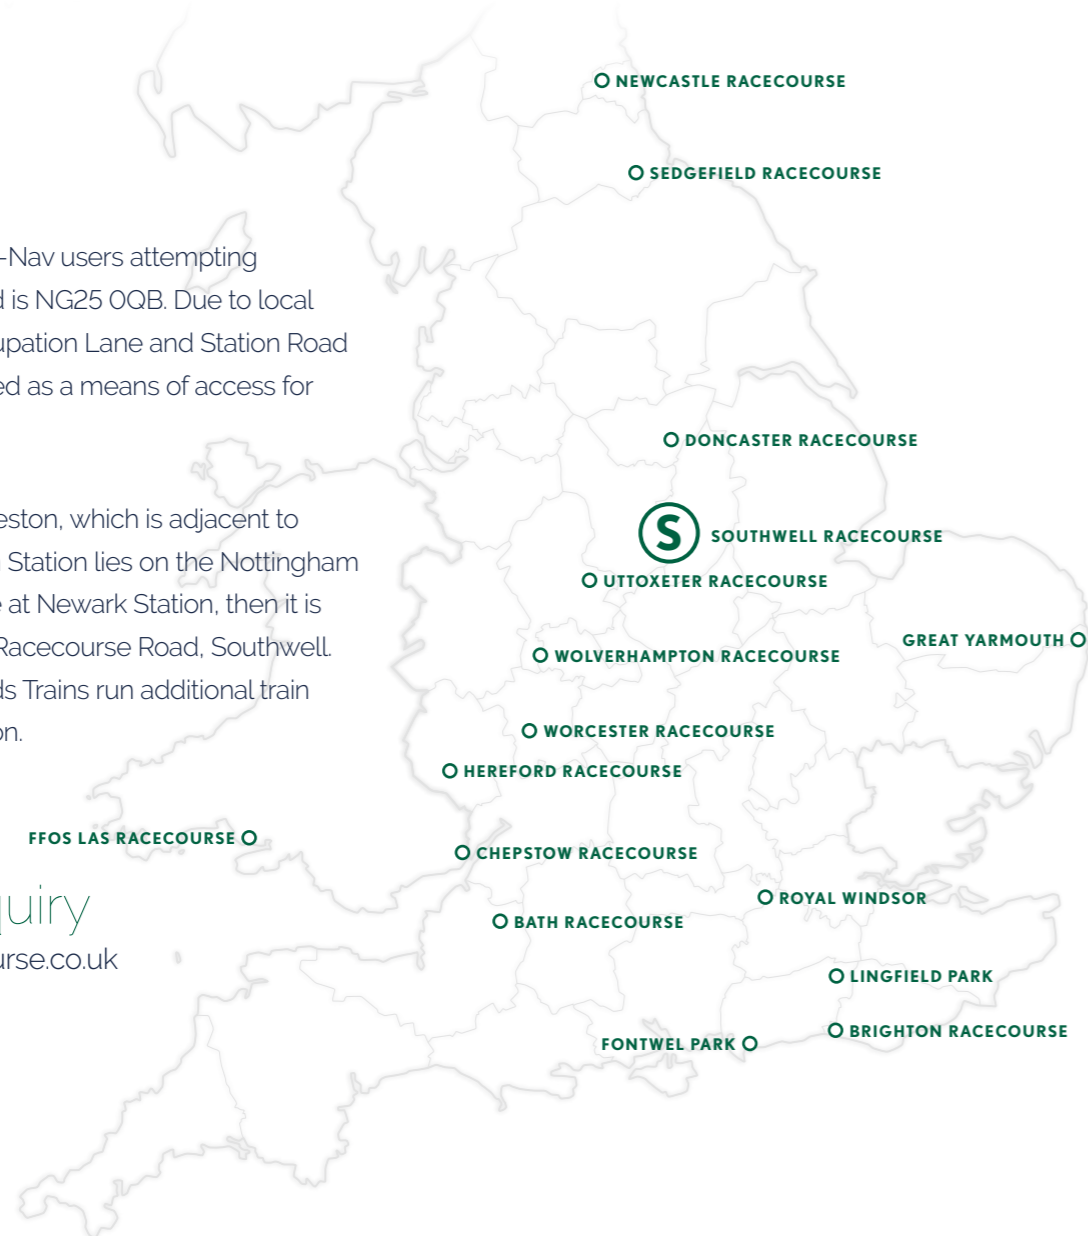 -Nav users attempting
is NG25 0QB. Due to local
upation Lane and Station Road
ed as a means of access for
eston, which is adjacent to
Station lies on the Nottingham
at Newark Station, then it is
Racecourse Road, Southwell.
ds Trains run additional train
on.
quiry
urse.co.uk
NEWCASTLE RACECOURSE
SEDGEFIELD RACECOURSE
DONCASTER RACECOURSE
S
SOUTHWELL RACECOURSE
UTTOXETER RACECOURSE
GREAT YARMOUTH
WOLVERHAMPTON RACECOURSE
WORCESTER RACECOURSE
HEREFORD RACECOURSE
FFOS LAS RACECOURSE
CHEPSTOW RACECOURSE
ROYAL WINDSOR
BATH RACECOURSE
LINGFIELD PARK
BRIGHTON RACECOURSE
FONTWEL PARK